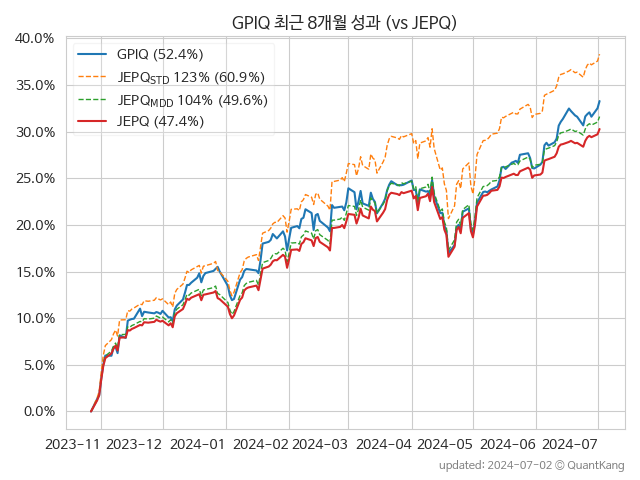 GPIQ 최근 8개월 성과 (vs JEPQ)
40.0%
35.0%
30.0%
25.0%
20.0%
15.0%
10.0%
5.0%
0.0%
GPIQ (52.4%)
JEPQSTD 123% (60.9%)
JEPQMDD 104% (49.6%)
JEPQ (47.4%)
2023-11 2023-12 2024-01 2024-02 2024-03 2024-04 2024-05 2024-06 2024-07
updated: 2024-07-02 © QuantKang